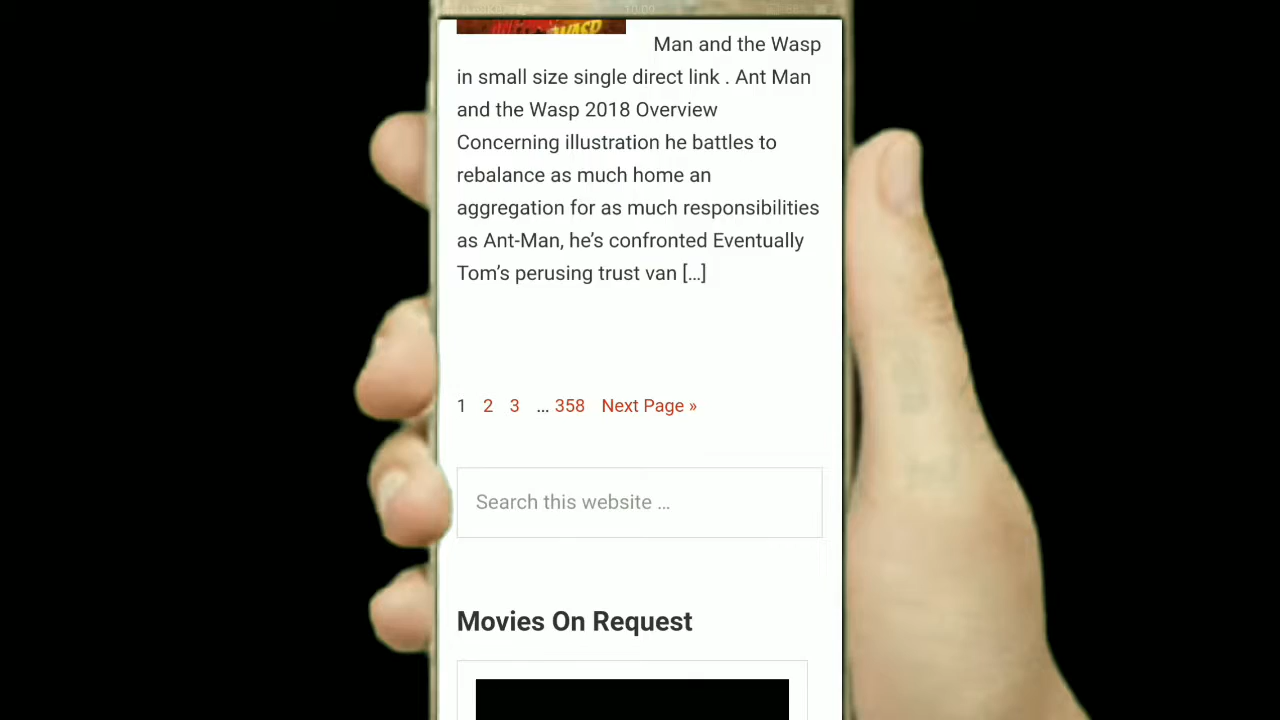 WASP
Man and the Wasp
in small size single direct link . Ant Man
and the Wasp 2018 Overview
Concerning illustration he battles to
rebalance as much home an
aggregation for as much responsibilities
as Ant-Man, he’s confronted Eventually
Tom’s perusing trust van [...]
1 2 3 ... 358 Next Page »
Search this website ...
Movies On Request